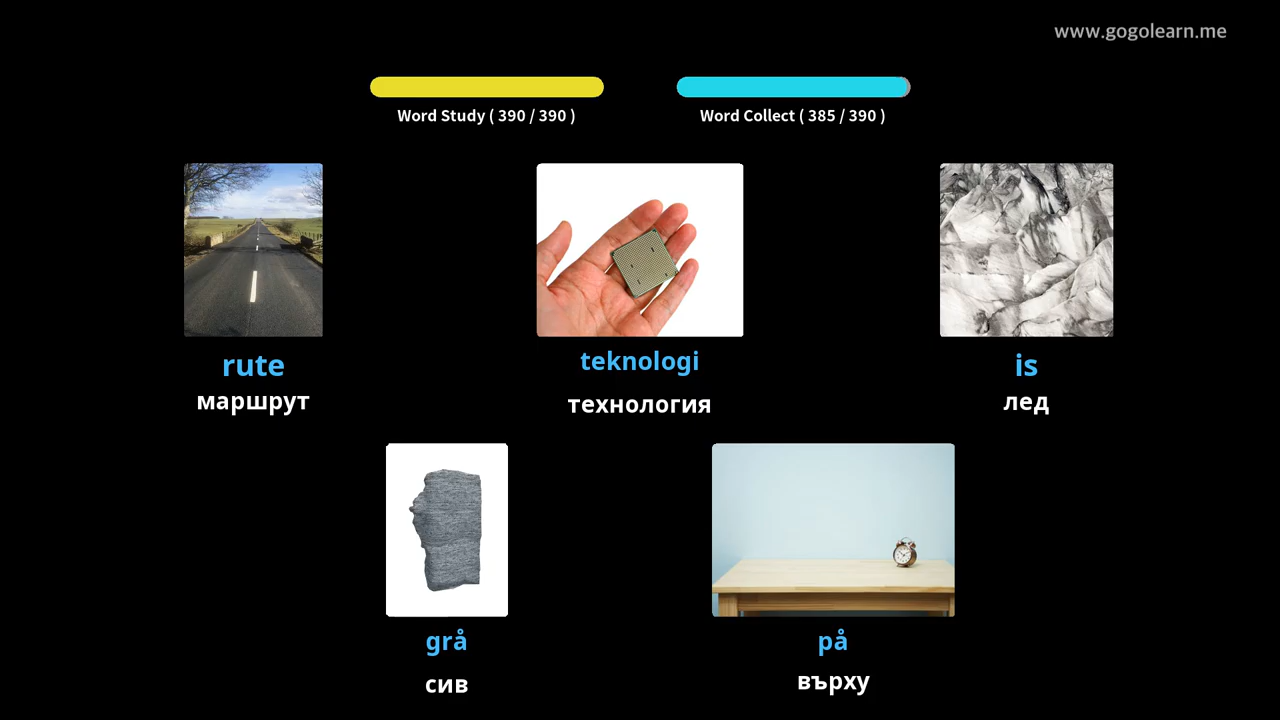 www.gogolearn.me
Word Study ( 390 / 390 )
Word Collect ( 385 / 390 )
rute
маршрут
teknologi
технология
is
лед
grå
сив
på
върху